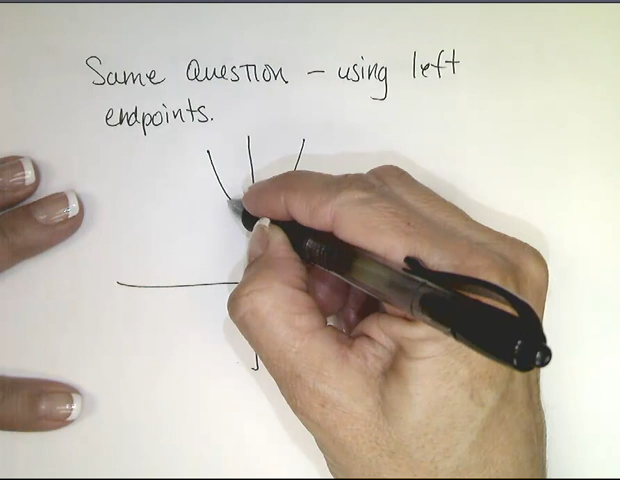 Same Question – using left
endpoints.